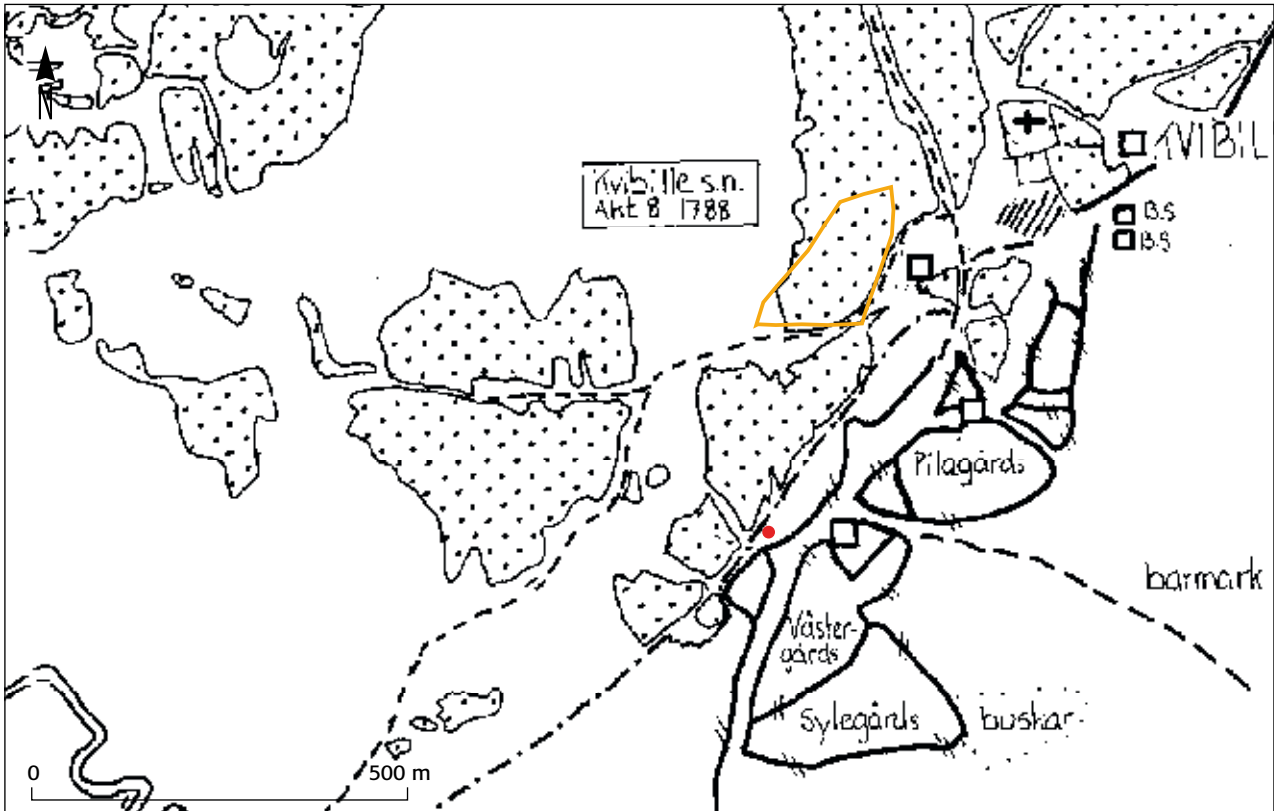 N
Kvibille s.n.
Akt 8 1788
KVIBIL
B.S
B.S
Pilagårds
barmark
Väster-
gårds
Sylegårds
buskar
0
500 m